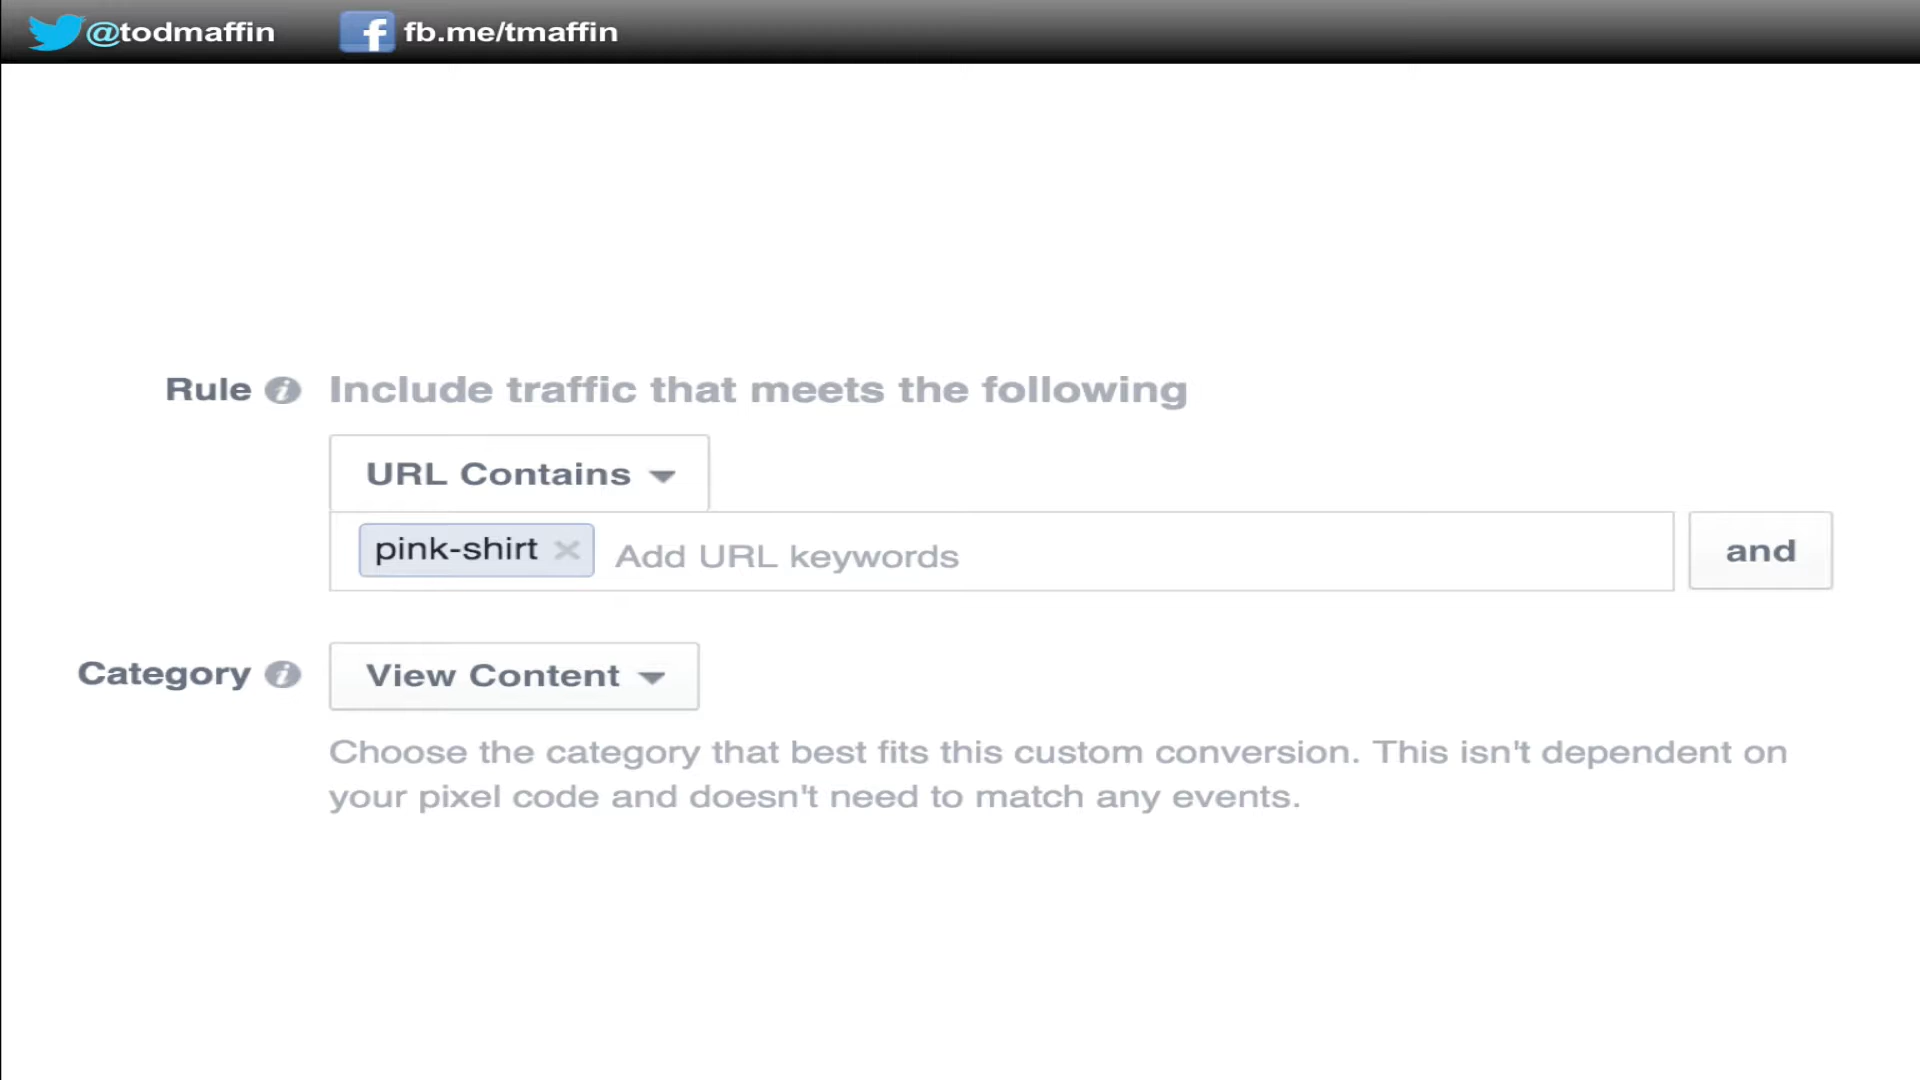 @todmaffin fb.me/tmaffin
Rule Include traffic that meets the following
URL Contains
pink-shirt Add URL keywords and
Category View Content
Choose the category that best fits this custom conversion. This isn't dependent on
your pixel code and doesn't need to match any events.